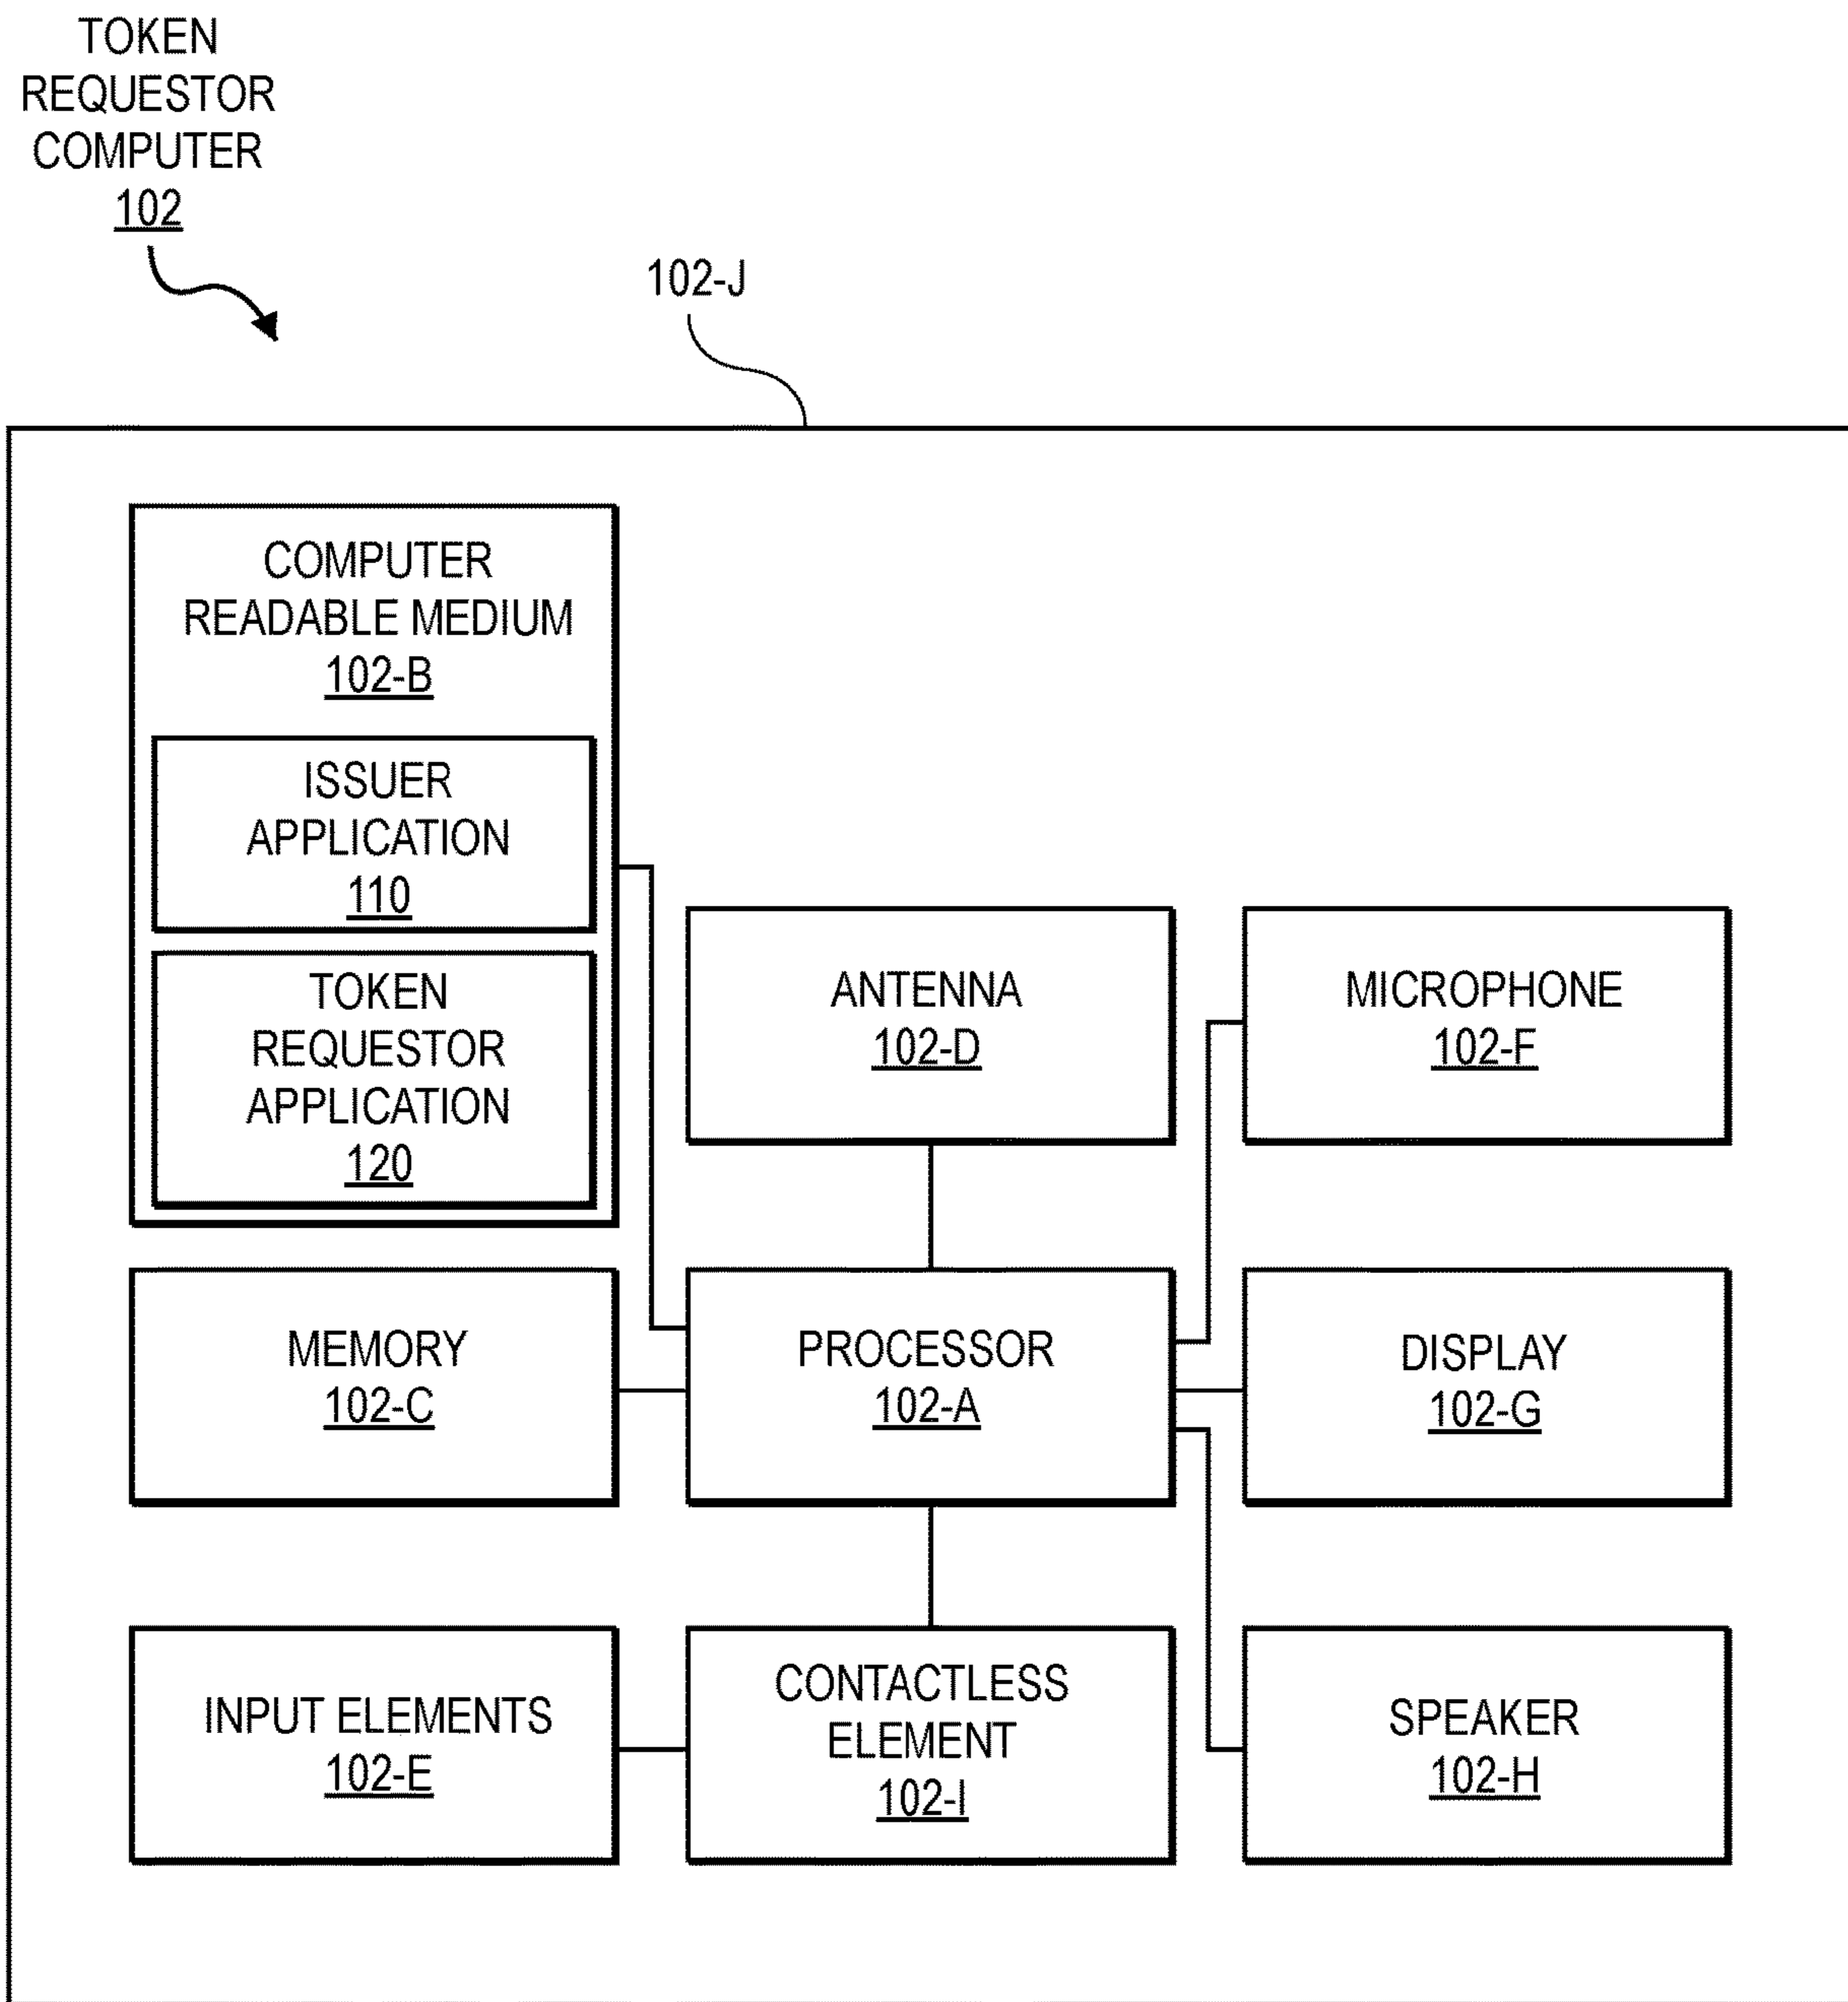 TOKEN
REQUESTOR
COMPUTER
102
102-J
COMPUTER
READABLE MEDIUM
102-B
ISSUER
APPLICATION
110
TOKEN
REQUESTOR
APPLICATION
120
ANTENNA
102-D
MICROPHONE
102-F
MEMORY
102-C
PROCESSOR
102-A
DISPLAY
102-G
INPUT ELEMENTS
102-E
CONTACTLESS
ELEMENT
102-I
SPEAKER
102-H